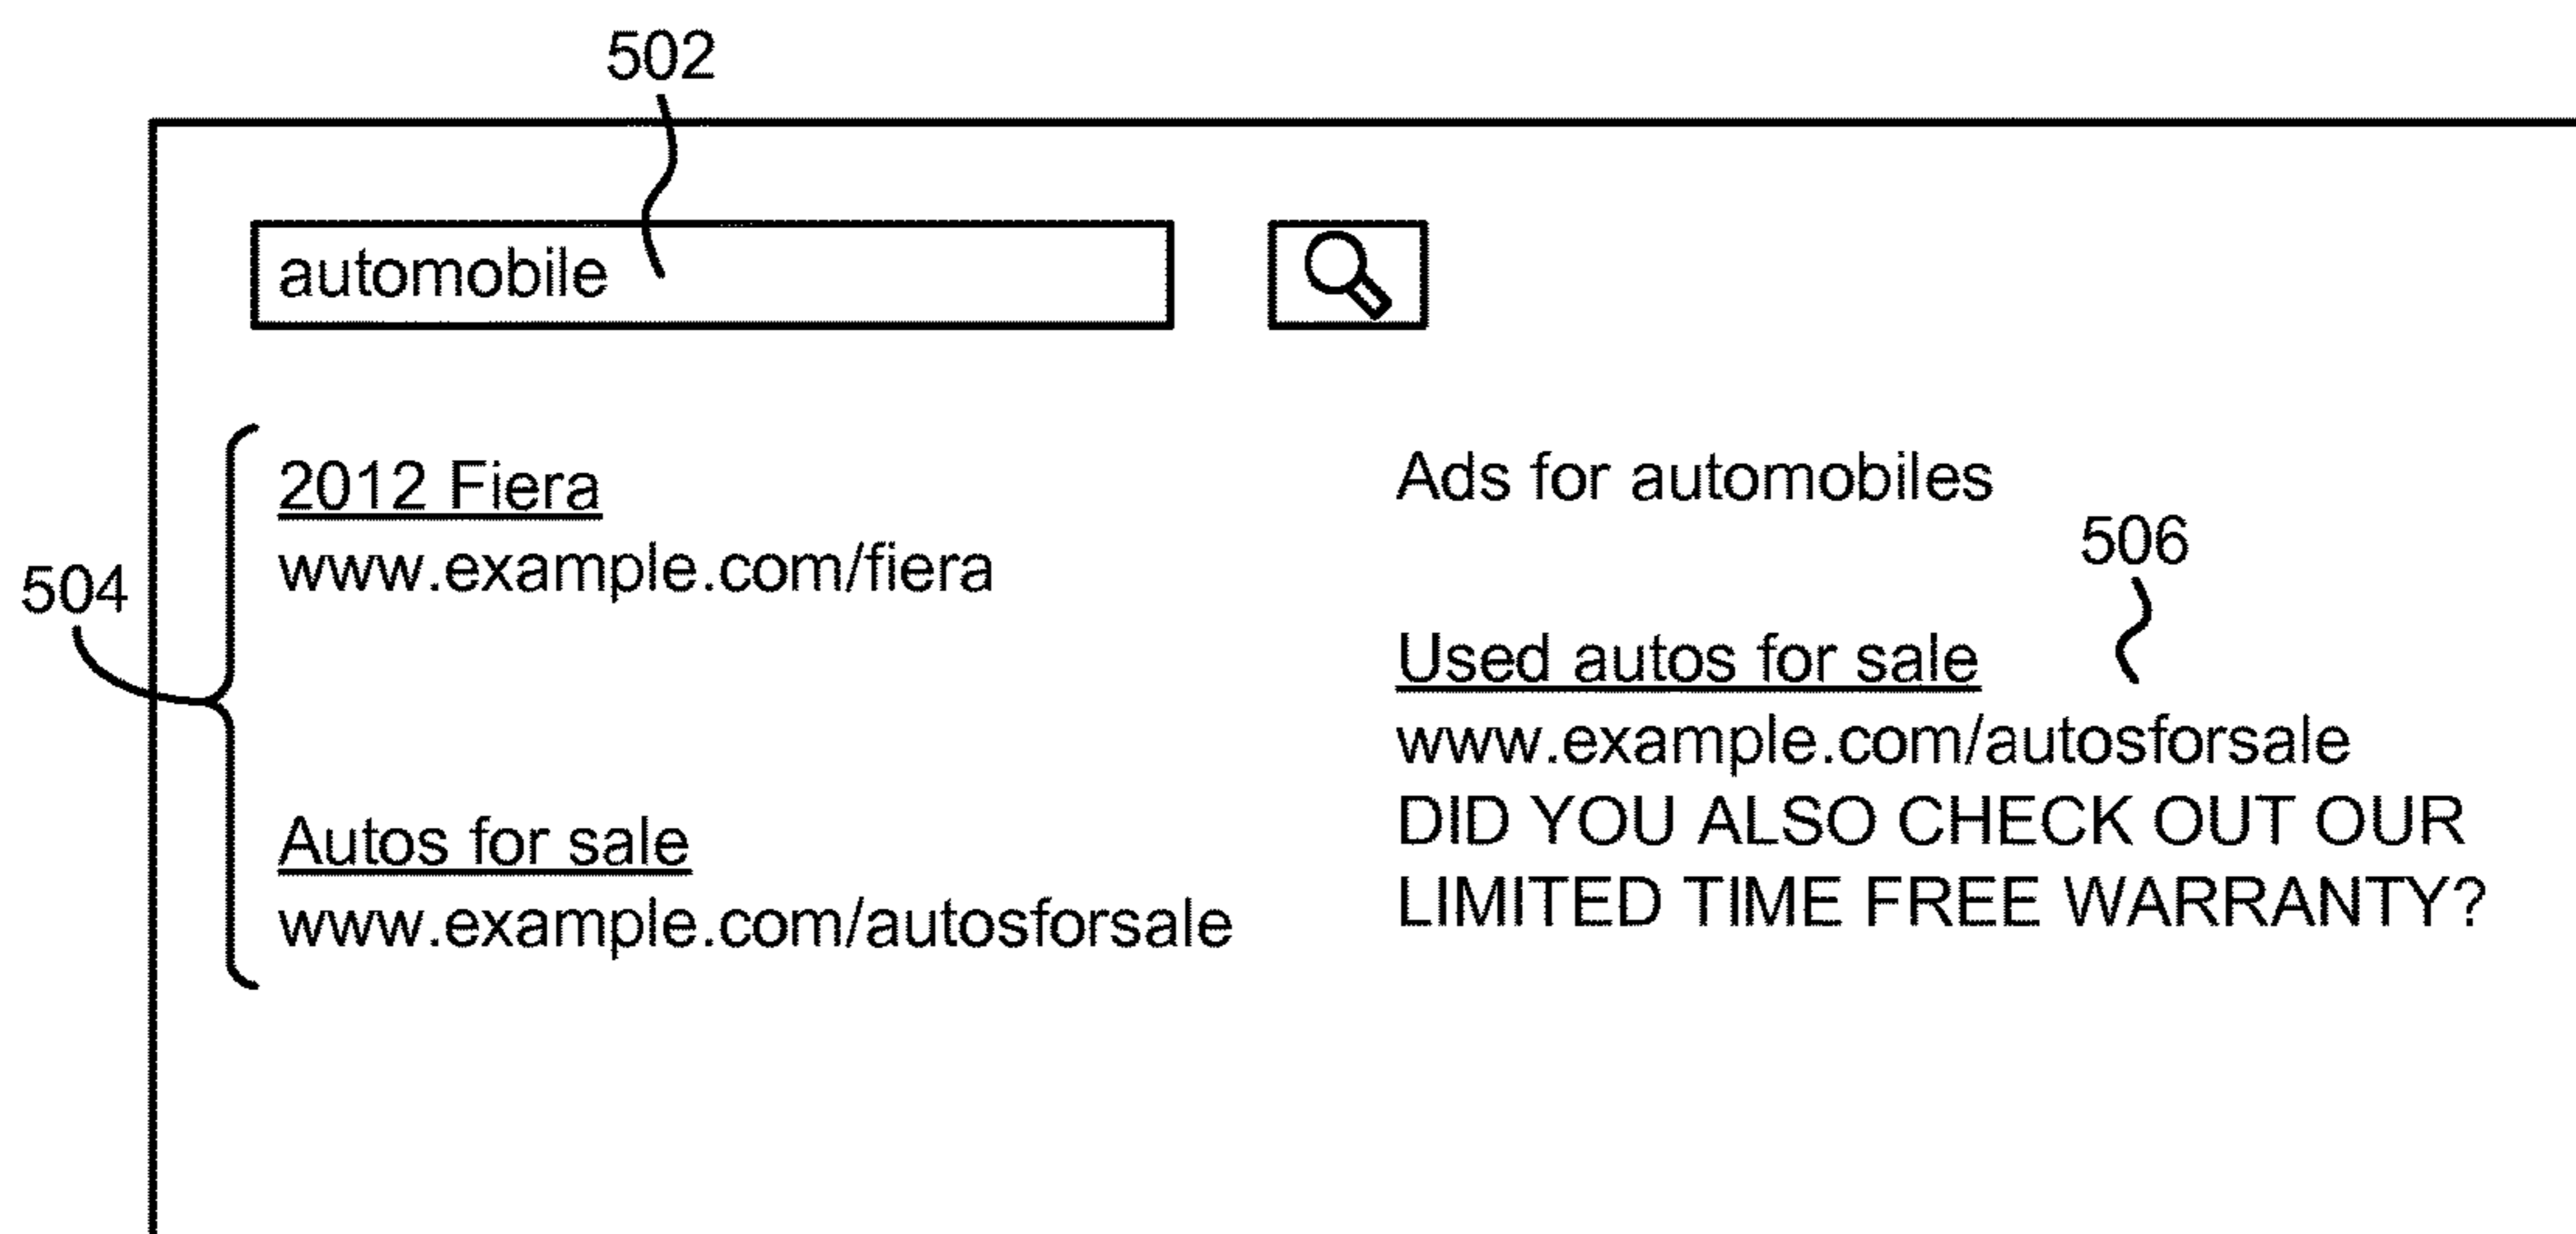 502
automobile
504
2012 Fiera
www.example.com/fiera
Autos for sale
www.example.com/autosforsale
Ads for automobiles
506
Used autos for sale
www.example.com/autosforsale
DID YOU ALSO CHECK OUT OUR
LIMITED TIME FREE WARRANTY?